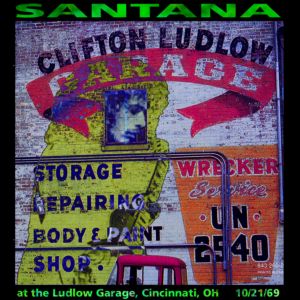 SANTANA
CLIFTON LUDLOW
GARAGE
STORAGE
REPAIRING
BODY & PAINT
SHOP.
WRECKER
Service
UN
2540
at the Ludlow Garage, Cincinnati, OH 10/21/69